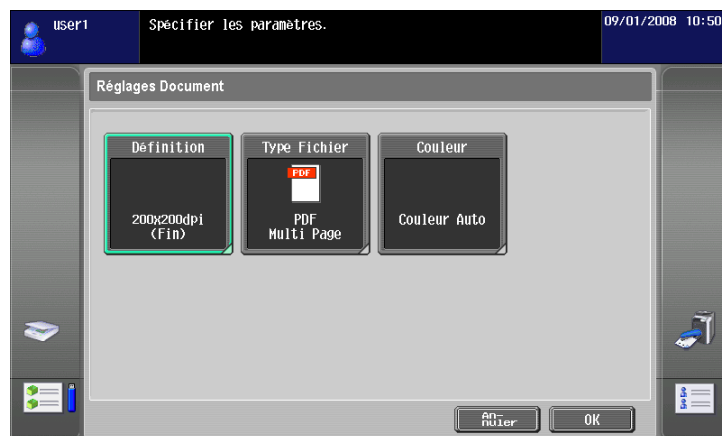 user1
Spécifier les paramètres.
09/01/2008 10:50
Réglages Document
Définition
200x200dpi
(Fin)
Type Fichier
PDF
PDF
Multi Page
Couleur
Couleur Auto
An-
nuler
OK